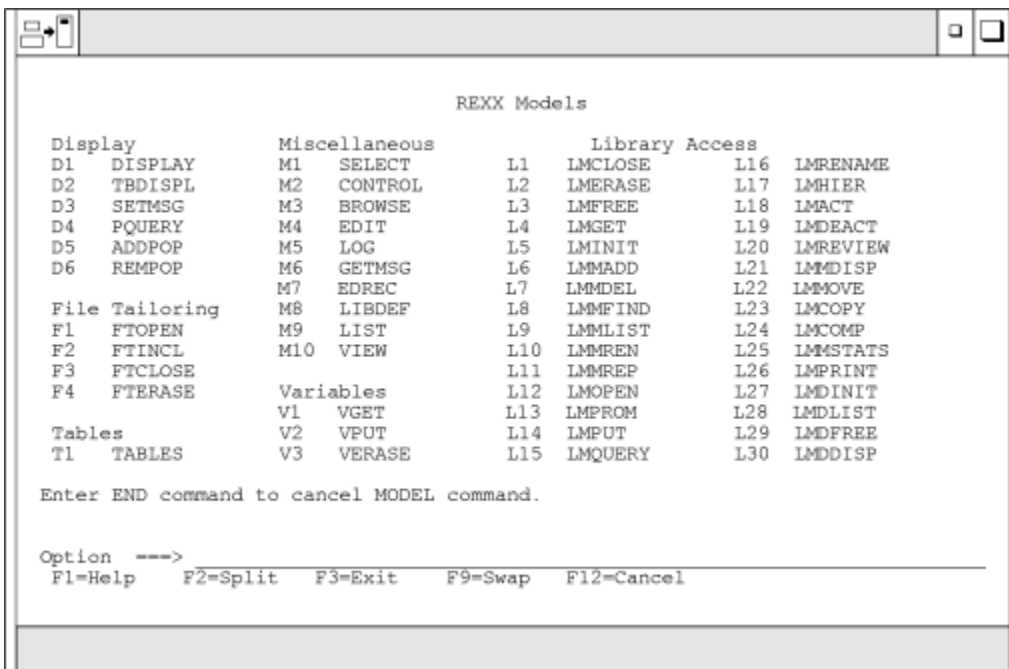 REXX Models
Display Miscellaneous Library Access
D1 DISPLAY M1 SELECT L1 LMCLOSE L16 LMRENAME
D2 TBDISPL M2 CONTROL L2 LMERASE L17 LMHIER
D3 SETMSG M3 BROWSE L3 LMFREE L18 LMACT
D4 PQUERY M4 EDIT L4 LMGET L19 LMDEACT
D5 ADDPOP M5 LOG L5 LMINIT L20 LMREVIEW
D6 REMPOP M6 GETMSG L6 LMMADD L21 LMMDISP
M7 EDREC L7 LMMDEL L22 LMMOVE
File Tailoring M8 LIBDEF L8 LMMFIND L23 LMCOPY
F1 FTOPEN M9 LIST L9 LMMLIST L24 LMCOMP
F2 FTINCL M10 VIEW L10 LMMREN L25 LMMSTATS
F3 FTCLOSE L11 LMMREP L26 LMPRINT
F4 FTERASE Variables L12 LMOPEN L27 LMDINIT
V1 VGET L13 LMPROM L28 LMDLIST
Tables V2 VPUT L14 LMPUT L29 LMDFREE
T1 TABLES V3 VERASE L15 LMQUERY L30 LMDDISP
Enter END command to cancel MODEL command.
Option ===>
F1=Help F2=Split F3=Exit F9=Swap F12=Cancel